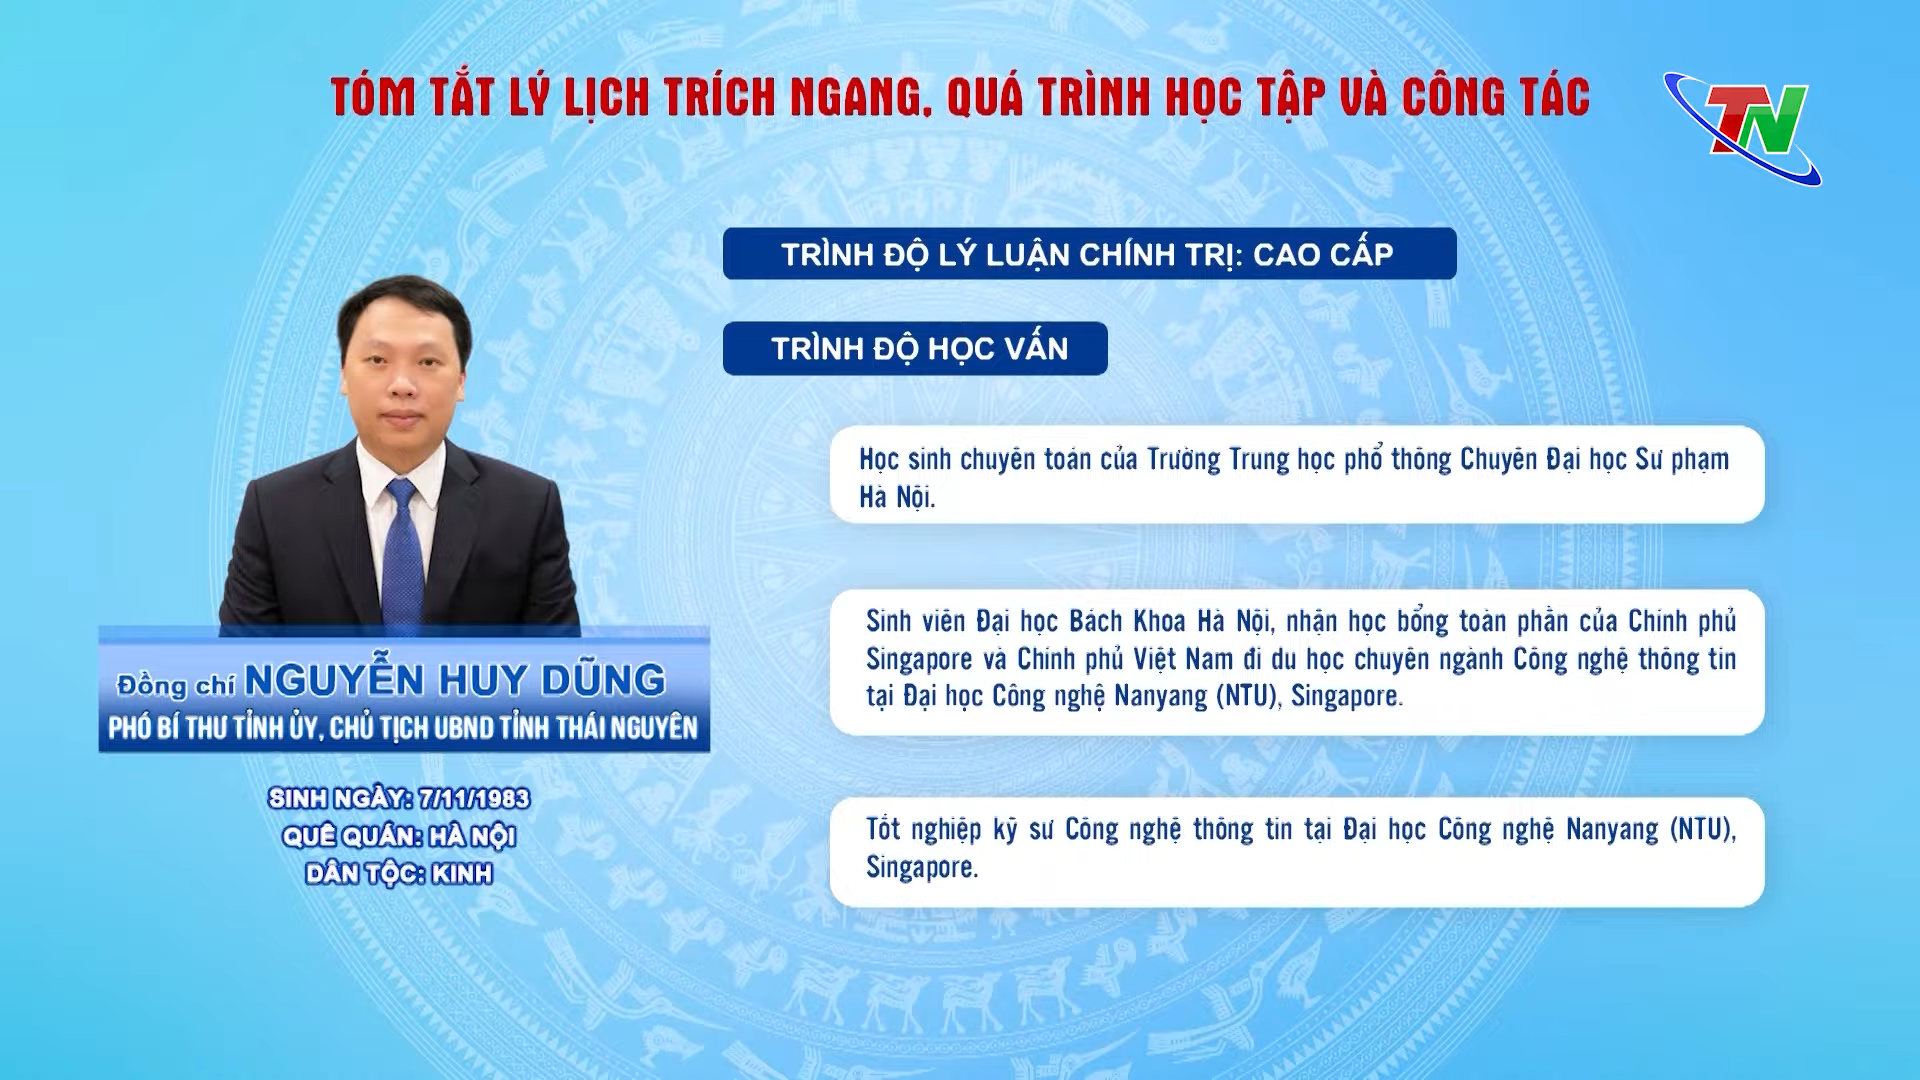 TÓM TẮT LÝ LỊCH TRÍCH NGANG, QUÁ TRÌNH HỌC TẬP VÀ CÔNG TÁC
TN
TRÌNH ĐỘ LÝ LUẬN CHÍNH TRỊ: CAO CẤP
TRÌNH ĐỘ HỌC VẤN
Học sinh chuyên toán của Trường Trung học phổ thông Chuyên Đại học Sư phạm
Hà Nội.
Sinh viên Đại học Bách Khoa Hà Nội, nhận học bổng toàn phần của Chính phủ
Singapore và Chính phủ Việt Nam đi du học chuyên ngành Công nghệ thông tin
tại Đại học Công nghệ Nanyang (NTU), Singapore.
Tốt nghiệp kỹ sư Công nghệ thông tin tại Đại học Công nghệ Nanyang (NTU),
Singapore.
Đồng chí NGUYỄN HUY DŨNG
PHÓ BÍ THƯ TỈNH ỦY, CHỦ TỊCH UBND TỈNH THÁI NGUYÊN
SINH NGÀY: 7/11/1983
QUÊ QUÁN: HÀ NỘI
DÂN TỘC: KINH